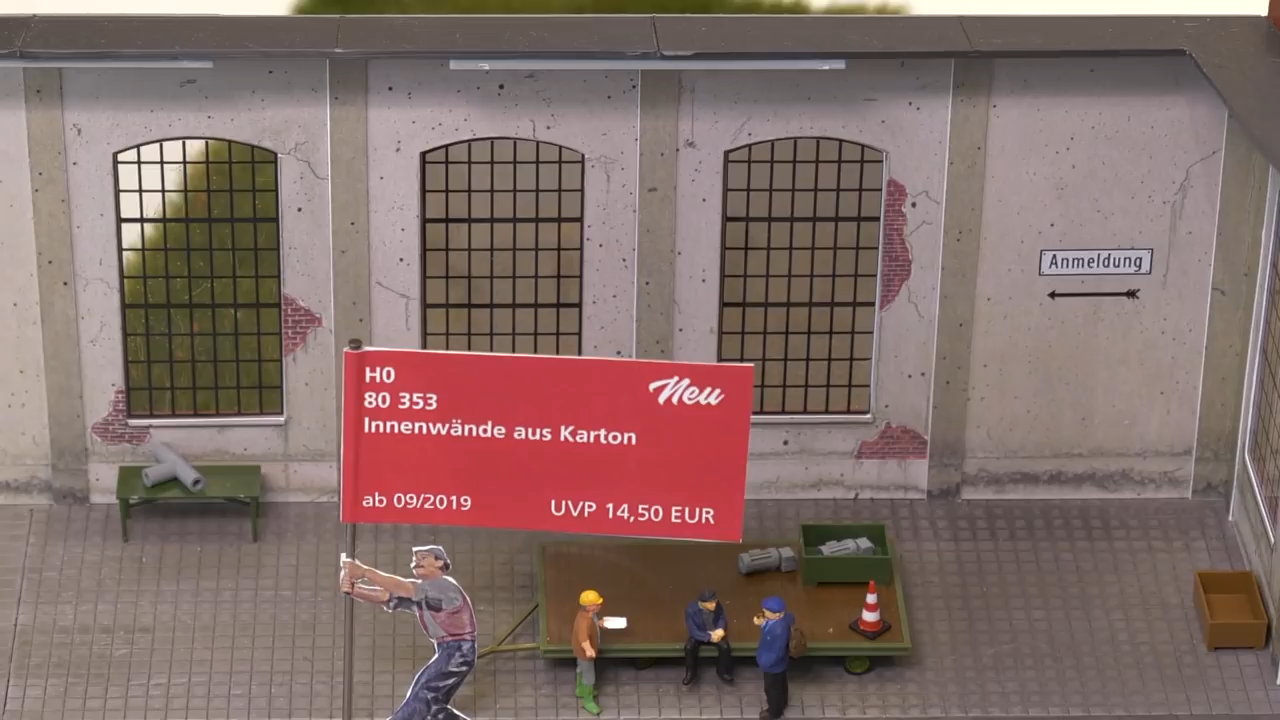 Anmeldung
H0
Neu
80 353
Innenwände aus Karton
ab 09/2019
UVP 14,50 EUR